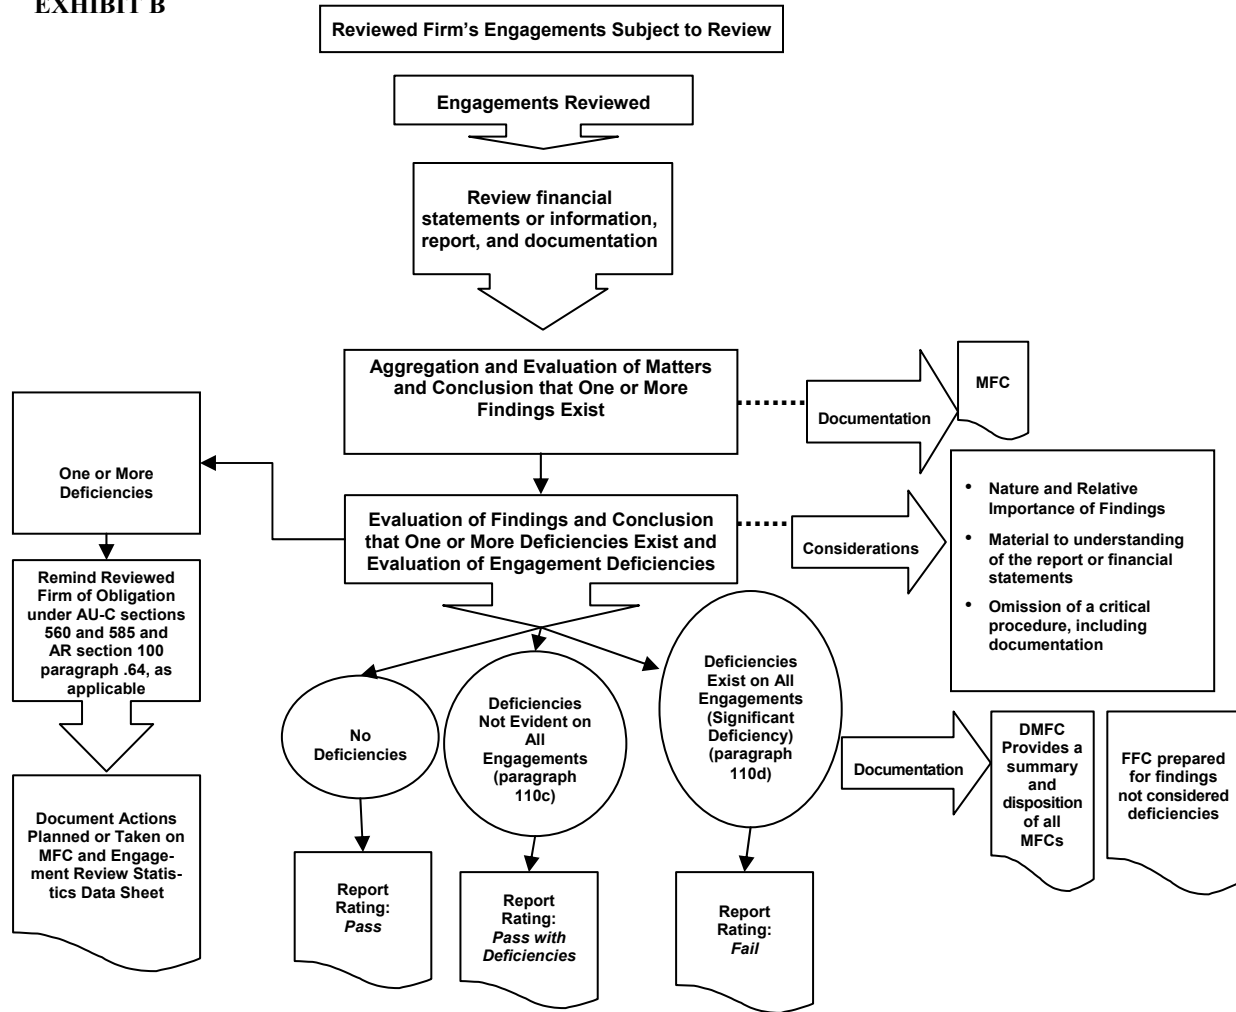 EXHIBIT B
Reviewed Firm's Engagements Subject to Review
Engagements Reviewed
Review financial
statements or information,
report, and documentation
Aggregation and Evaluation of Matters
and Conclusion that One or More
Findings Exist
Documentation
MFC
One or More
Deficiencies
Evaluation of Findings and Conclusion
that One or More Deficiencies Exist and
Evaluation of Engagement Deficiencies
Considerations
• Nature and Relative
Importance of Findings
• Material to understanding
of the report or financial
statements
• Omission of a critical
procedure, including
documentation
Remind Reviewed
Firm of Obligation
under AU-C sections
560 and 585 and
AR section 100
paragraph .64, as
applicable
No
Deficiencies
Deficiencies
Not Evident on
All
Engagements
(paragraph
110c)
Deficiencies
Exist on All
Engagements
(Significant
Deficiency)
(paragraph
110d)
Documentation
DMFC
Provides a
summary
and
disposition
of all
MFCs
FFC prepared
for findings
not considered
deficiencies
Document Actions
Planned or Taken on
MFC and Engage-
ment Review Statis-
tics Data Sheet
Report
Rating:
Pass
Report
Rating:
Pass with
Deficiencies
Report
Rating:
Fail